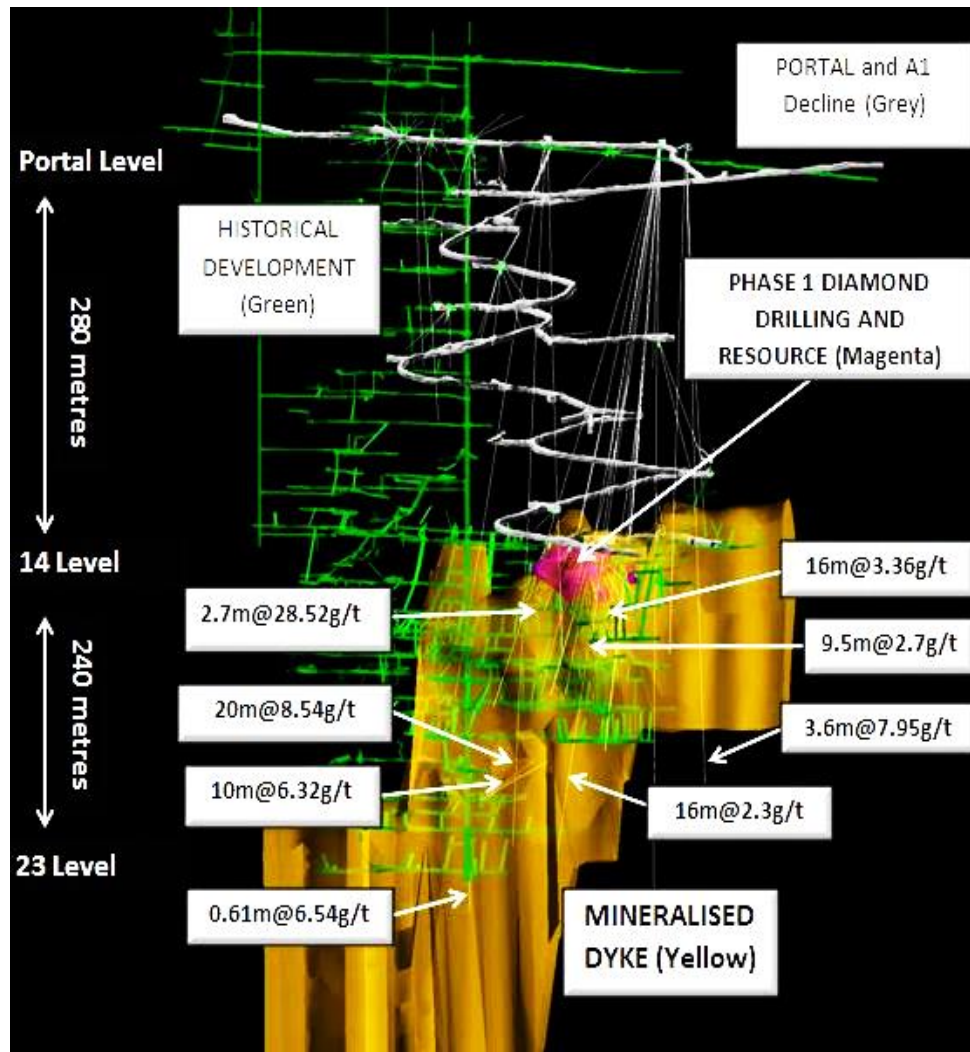 PORTAL and A1
Decline (Grey)
Portal Level
HISTORICAL
DEVELOPMENT
(Green)
280 metres
PHASE 1 DIAMOND
DRILLING AND
RESOURCE (Magenta)
14 Level
16m@3.36g/t
2.7m@28.52g/t
9.5m@2.7g/t
240 metres
20m@8.54g/t
3.6m@7.95g/t
10m@6.32g/t
16m@2.3g/t
23 Level
0.61m@6.54g/t
MINERALISED
DYKE (Yellow)